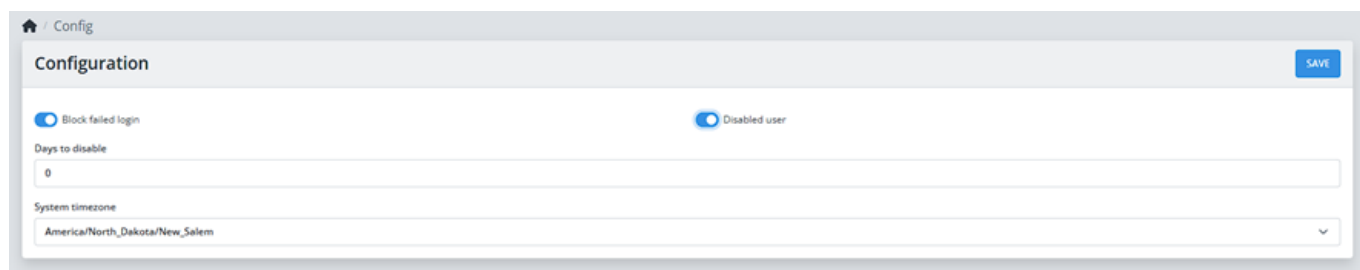 / Config
Configuration
SAVE
Block failed login
Disabled user
Days to disable
0
System timezone
America/North_Dakota/New_Salem